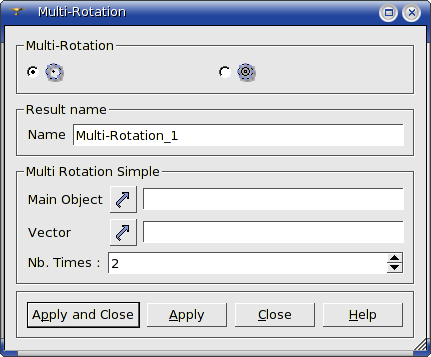 Multi-Rotation
Multi-Rotation
Result name
Name Multi-Rotation_1
Multi Rotation Simple
Main Object
Vector
Nb. Times : 2
Apply and Close Apply Close Help